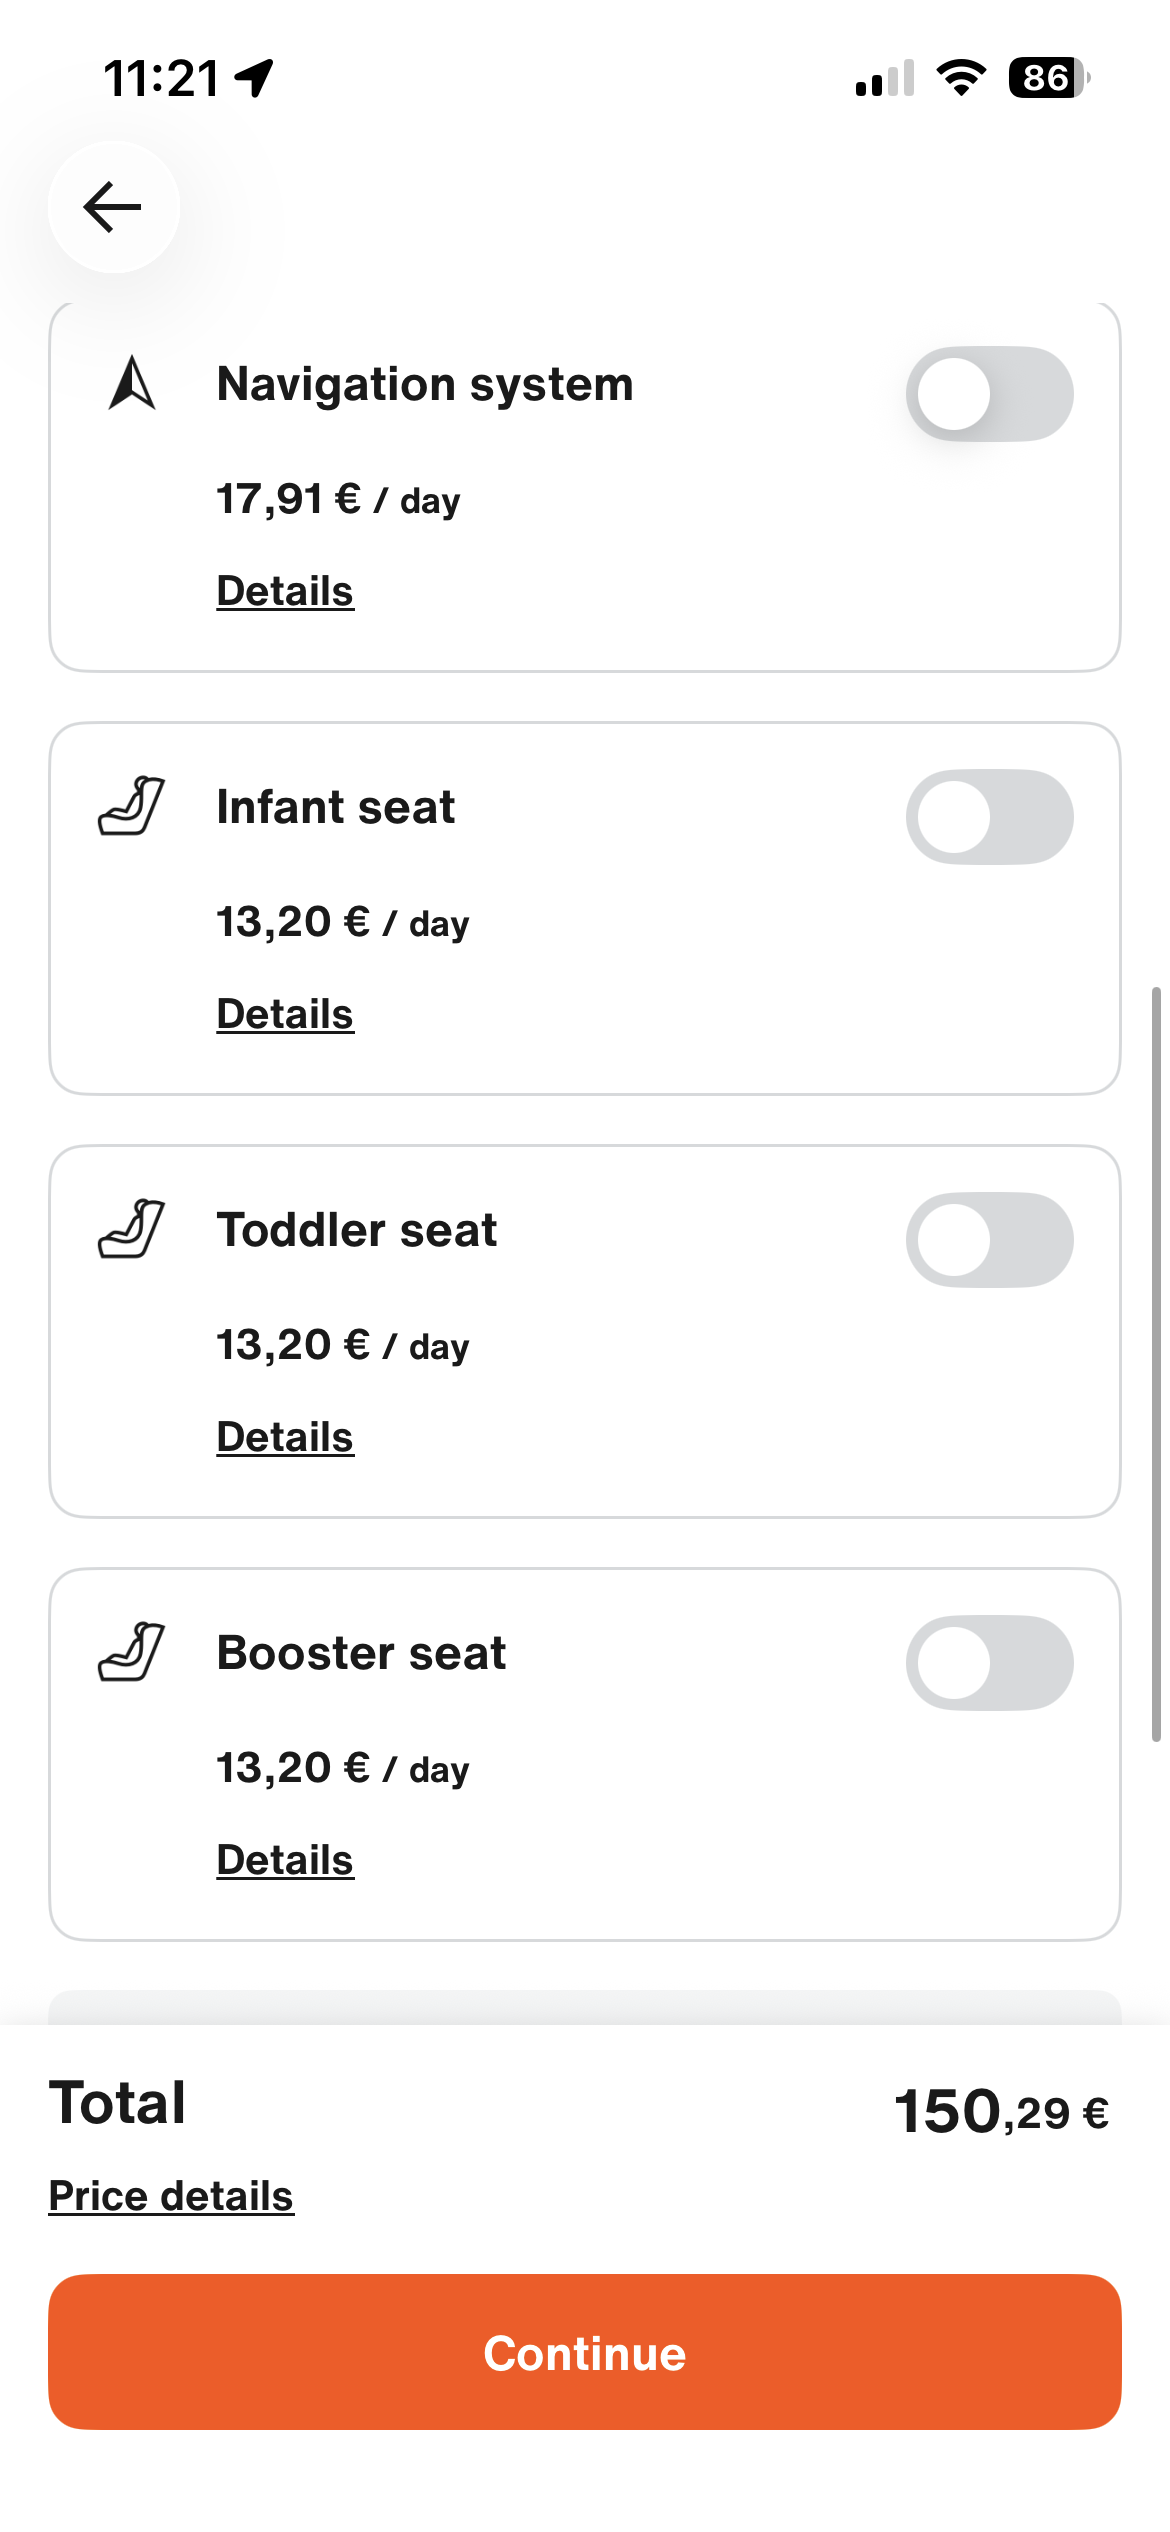 11:21
86
Navigation system
17,91 € / day
Details
Infant seat
13,20 € / day
Details
Toddler seat
13,20 € / day
Details
Booster seat
13,20 € / day
Details
Total
150,29 €
Price details
Continue